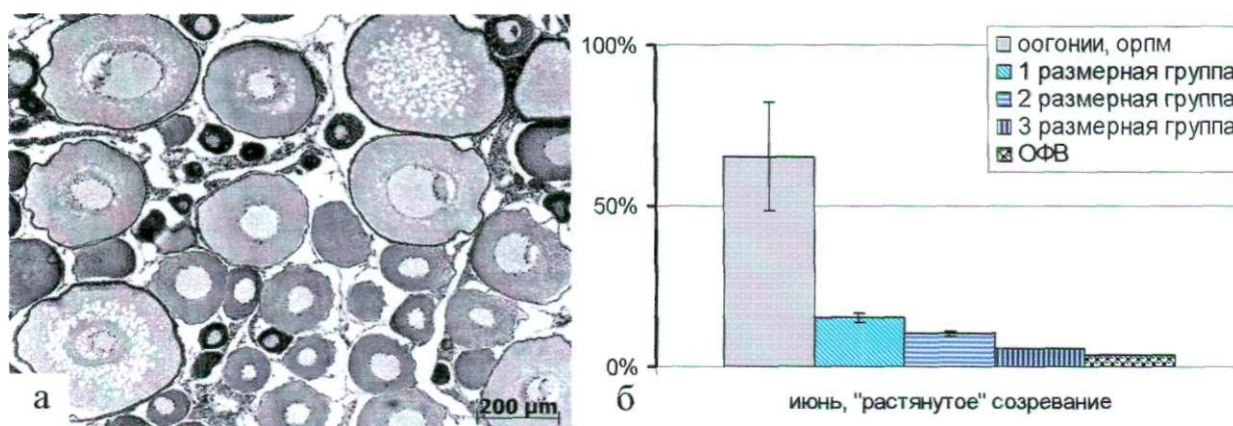 а
200 µm
100%
50%
0%
оогонии, орпм
1 размерная группа
2 размерная группа
3 размерная группа
ОФВ
б
июнь, "растянутое" созревание